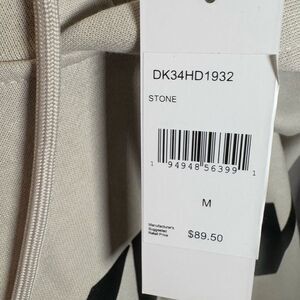 DK34HD1932
STONE
1 94948 56399 1
M
Manufacturer's
Suggested
Retail Price
$89.50